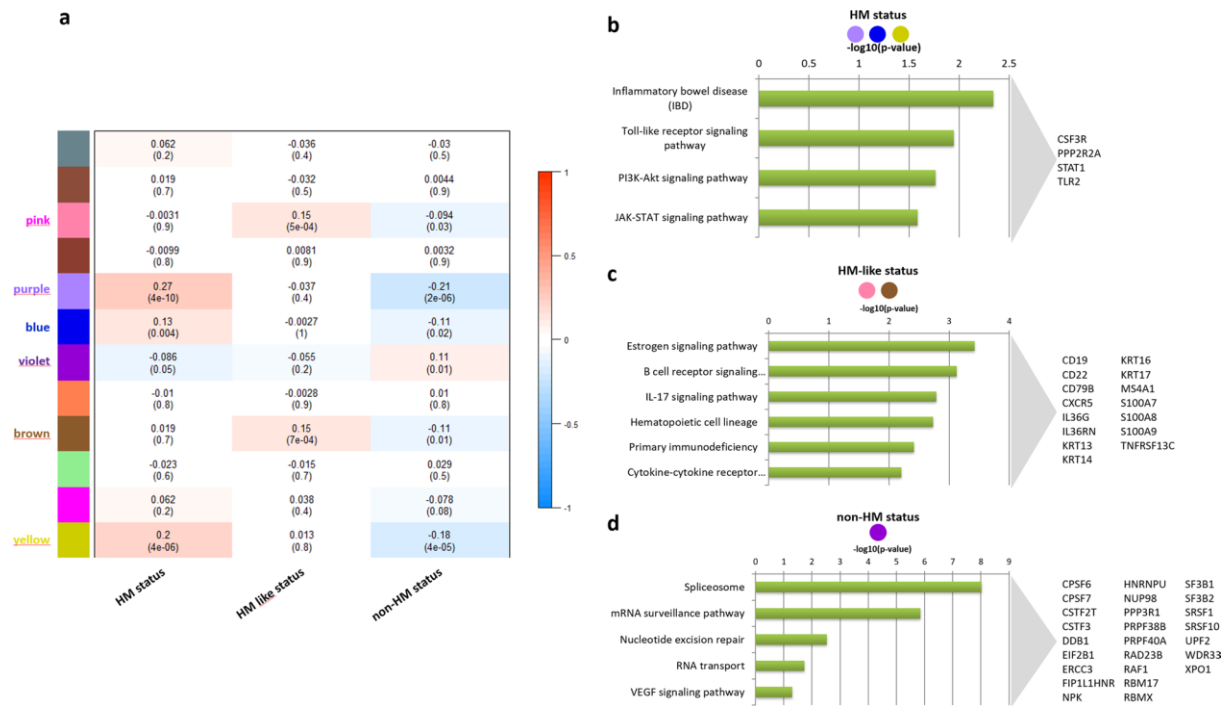 a
pink
purple
blue
violet
brown
yellow
0.062 -0.036 -0.03
(0.2) (0.4) (0.5)
0.019 -0.032 0.0044
(0.7) (0.5) (0.9)
-0.0031 0.15 -0.094
(0.9) (5e-04) (0.03)
-0.0099 0.0081 0.0032
(0.8) (0.9) (0.9)
0.27 -0.037 -0.21
(4e-10) (0.4) (2e-06)
0.13 -0.0027 -0.11
(0.004) (1) (0.02)
-0.086 -0.055 0.11
(0.05) (0.2) (0.01)
-0.01 -0.0028 0.01
(0.8) (0.9) (0.8)
0.019 0.15 -0.11
(0.7) (7e-04) (0.01)
-0.023 -0.015 0.029
(0.6) (0.7) (0.5)
0.062 0.038 -0.078
(0.2) (0.4) (0.08)
0.2 0.013 -0.18
(4e-06) (0.8) (4e-05)
HM status
HM like status
non-HM status
1
0.5
0
-0.5
-1
b
HM status
-log10(p-value)
0 0.5 1 1.5 2 2.5
Inflammatory bowel disease
(IBD)
Toll-like receptor signaling
pathway
PI3K-Akt signaling pathway
JAK-STAT signaling pathway
CSF3R
PPP2R2A
STAT1
TLR2
c
HM-like status
-log10(p-value)
0 1 2 3 4
Estrogen signaling pathway
B cell receptor signaling...
IL-17 signaling pathway
Hematopoietic cell lineage
Primary immunodeficiency
Cytokine-cytokine receptor...
CD19 KRT16
CD22 KRT17
CD79B MS4A1
CXCR5 S100A7
IL36G S100A8
IL36RN S100A9
KRT13 TNFRSF13C
KRT14
d
non-HM status
-log10(p-value)
0 1 2 3 4 5 6 7 8 9
Spliceosome
mRNA surveillance pathway
Nucleotide excision repair
RNA transport
VEGF signaling pathway
CPSF6 HNRNPU SF3B1
CPSF7 NUP98 SF3B2
CSTF2T PPP3R1 SRSF1
CSTF3 PRPF38B SRSF10
DDB1 PRPF40A UPF2
EIF2B1 RAD23B WDR33
ERCC3 RAF1 XPO1
FIP1L1HNR RBM17
NPK RBMX